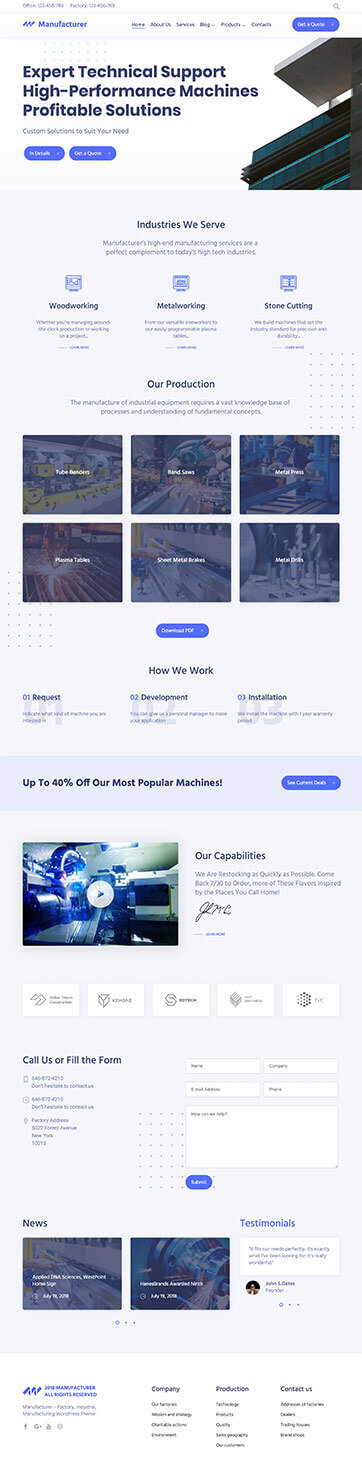 Office: 123-456-789 Factory: 123-456-789
Manufacturer
Home About Us Services Blog Products Contacts
Get a Quote
Expert Technical Support
High-Performance Machines
Profitable Solutions
Custom Solutions to Suit Your Need
In Details Get a Quote
Industries We Serve
Manufacturer's high end manufacturing services are a
perfect complement to today's high tech industries.
Woodworking
Whether you're managing around-
the-clock production or working
on a project...
LEARN MORE
Metalworking
From our versatile ironworkers to
our easily-programmable plasma
tables...
LEARN MORE
Stone Cutting
We build machines that set the
industry standard for precision and
durability...
LEARN MORE
Our Production
The manufacture of industrial equipment requires a vast knowledge base of
processes and understanding of fundamental concepts.
Tube Benders
Band Saws
Metal Press
Plasma Tables
Sheet Metal Brakes
Metal Drills
Download PDF
How We Work
01
01 Request
Indicate what kind of machine you are
intrested in
02
02 Development
You can give us a personal manager to make
your application
03
03 Installation
We install the machine with 1 year warranty
period
Up To 40% Off Our Most Popular Machines!
See Current Deals
Our Capabilities
We Are Restocking as Quickly as Possible. Come
Back 7/30 to Order, more of These Flavors Inspired
by the Places You Call Home!
LEARN MORE
Construction
XPHONE
EDTECH
BROTHERS
TVC
Call Us or Fill the Form
646-872-4210
Don't hesitate to contact us
646-872-4210
Don't hesitate to contact us
Factory Address
5022 Forest Avenue
New York
10013
Name
Company
E-mail Address
Phone
How can we help?
Submit
News
Applied DNA Sciences, WestPoint
Home Sign
July 19, 2018
HanesBrands Awarded Ninth
July 19, 2018
Testimonials
"It fits our needs perfectly. It's exactly
what I've been looking for. It's really
wonderful."
John S.Gates
Founder
2018 MANUFACTURER
ALL RIGHTS RESERVED
Manufacturer – Factory, Industrial,
Manufacturing WordPress Theme
Company
Our factories
Mission and strategy
Charitable actions
Environment
Production
Technology
Products
Quality
Sales geography
Our customers
Contact us
Addresses of factories
Dealers
Trading houses
Brand shops